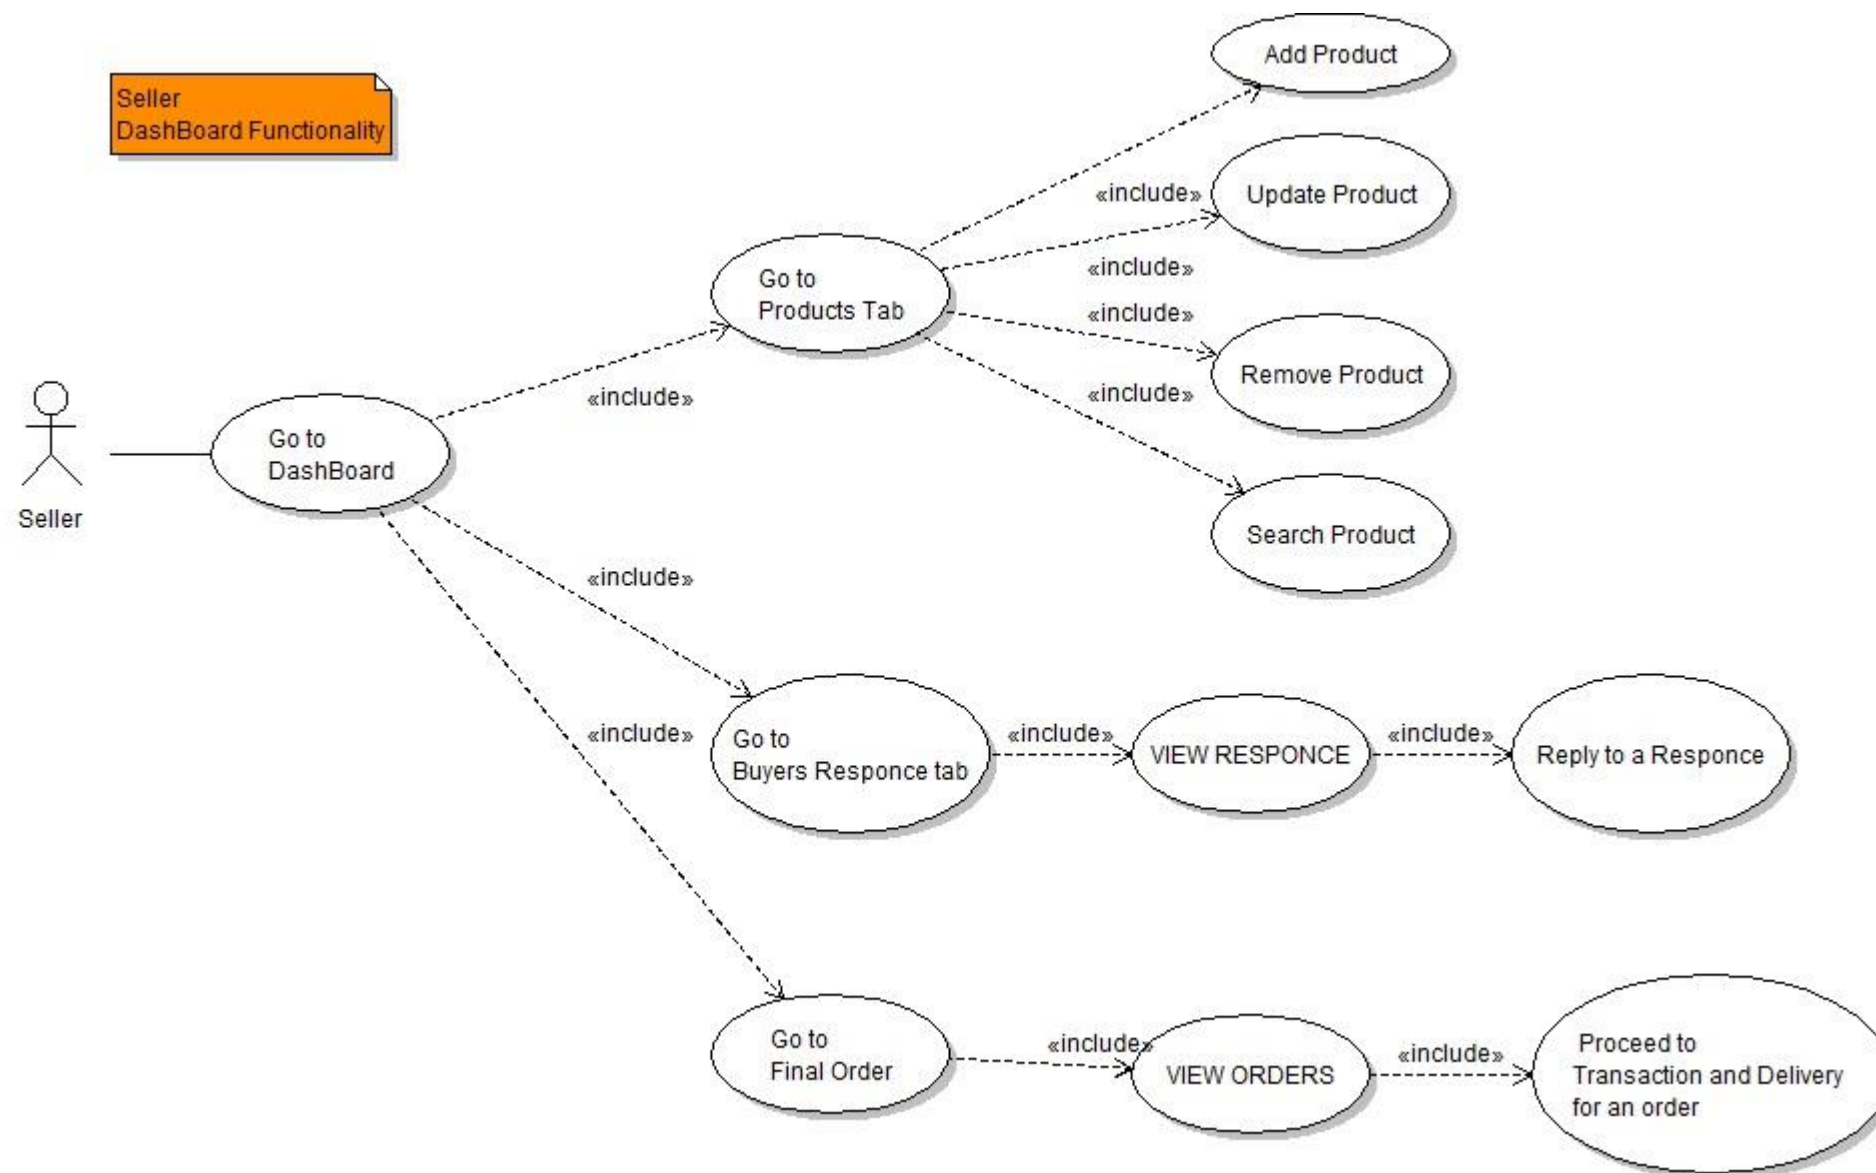 Seller
DashBoard Functionality
Add Product
«include»
Update Product
«include»
Go to
Products Tab
«include»
Remove Product
«include»
«include»
Search Product
Go to
DashBoard
Seller
«include»
«include»
Go to
Buyers Responce tab
«include»
VIEW RESPONCE
«include»
Reply to a Responce
Go to
Final Order
«include»
VIEW ORDERS
«include»
Proceed to
Transaction and Delivery
for an order